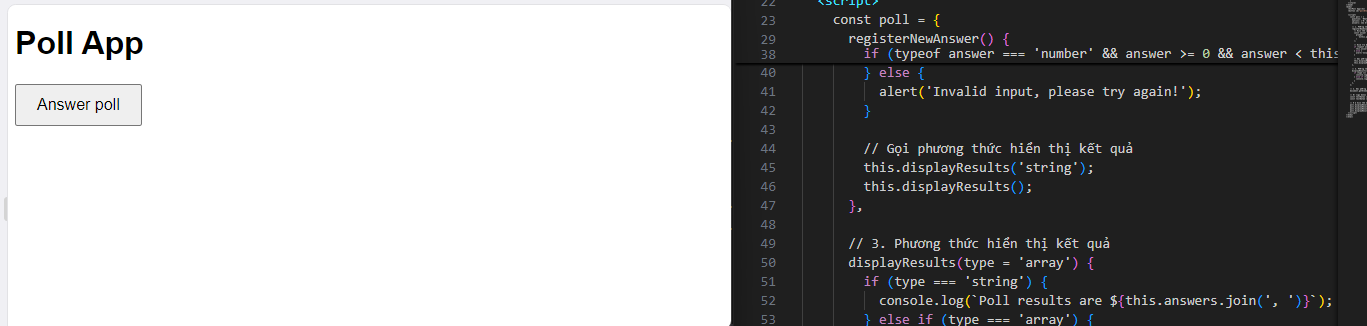 Poll App
Answer poll
22 <script>
23 const poll = {
29 registerNewAnswer() {
38 if (typeof answer === 'number' && answer >= 0 && answer < this
40 } else {
41 alert('Invalid input, please try again!');
42 }
43
44 // Gọi phương thức hiển thị kết quả
45 this.displayResults('string');
46 this.displayResults();
47 },
48
49 // 3. Phương thức hiển thị kết quả
50 displayResults(type = 'array') {
51 if (type === 'string') {
52 console.log(`Poll results are ${this.answers.join(', ')}`);
53 } else if (type === 'array') {